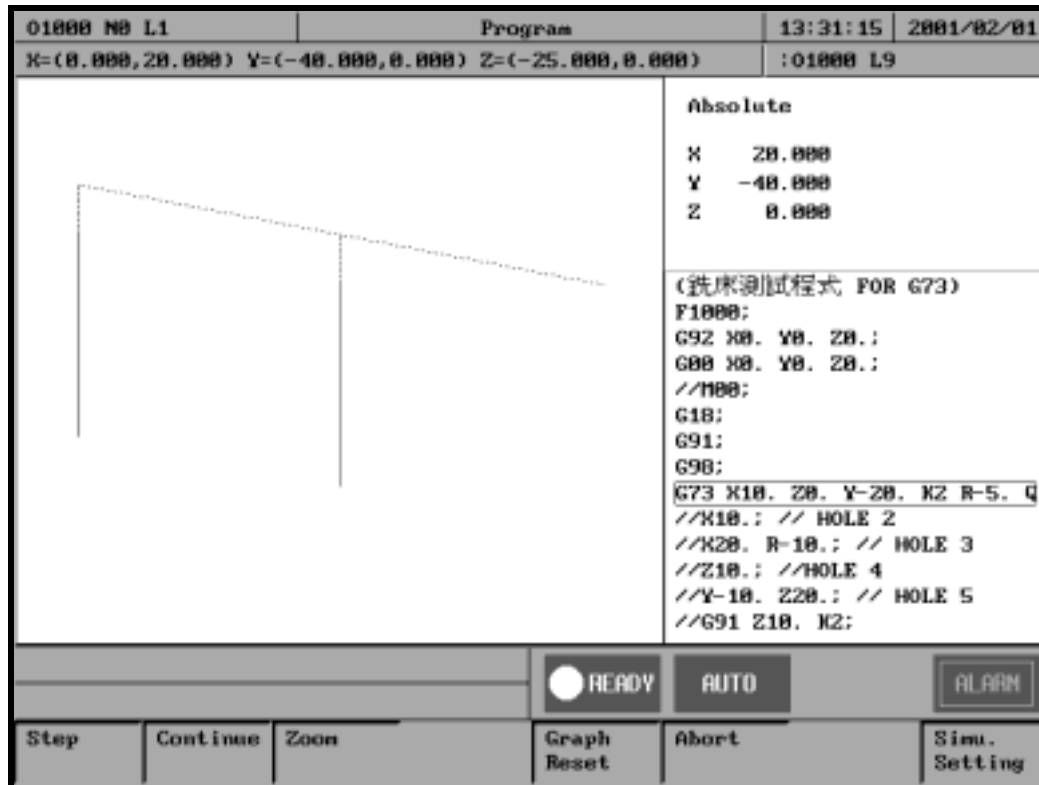 O1000 N0 L1 Program 13:31:15 2001/02/01
X=(0.000,20.000) Y=(-40.000,0.000) Z=(-25.000,0.000) :O1000 L9
Absolute
X 20.000
Y -40.000
Z 0.000
(銑床測試程式 FOR G73)
F1000;
G92 X0. Y0. Z0.;
G00 X0. Y0. Z0.;
//M00;
G18;
G91;
G98;
G73 X10. Z0. Y-20. K2 R-5. Q
//X10.; // HOLE 2
//X20. R-10.; // HOLE 3
//Z10.; //HOLE 4
//Y-10. Z20.; // HOLE 5
//G91 Z10. K2;
READY AUTO ALARM
Step Continue Zoom Graph Reset Abort Simu. Setting